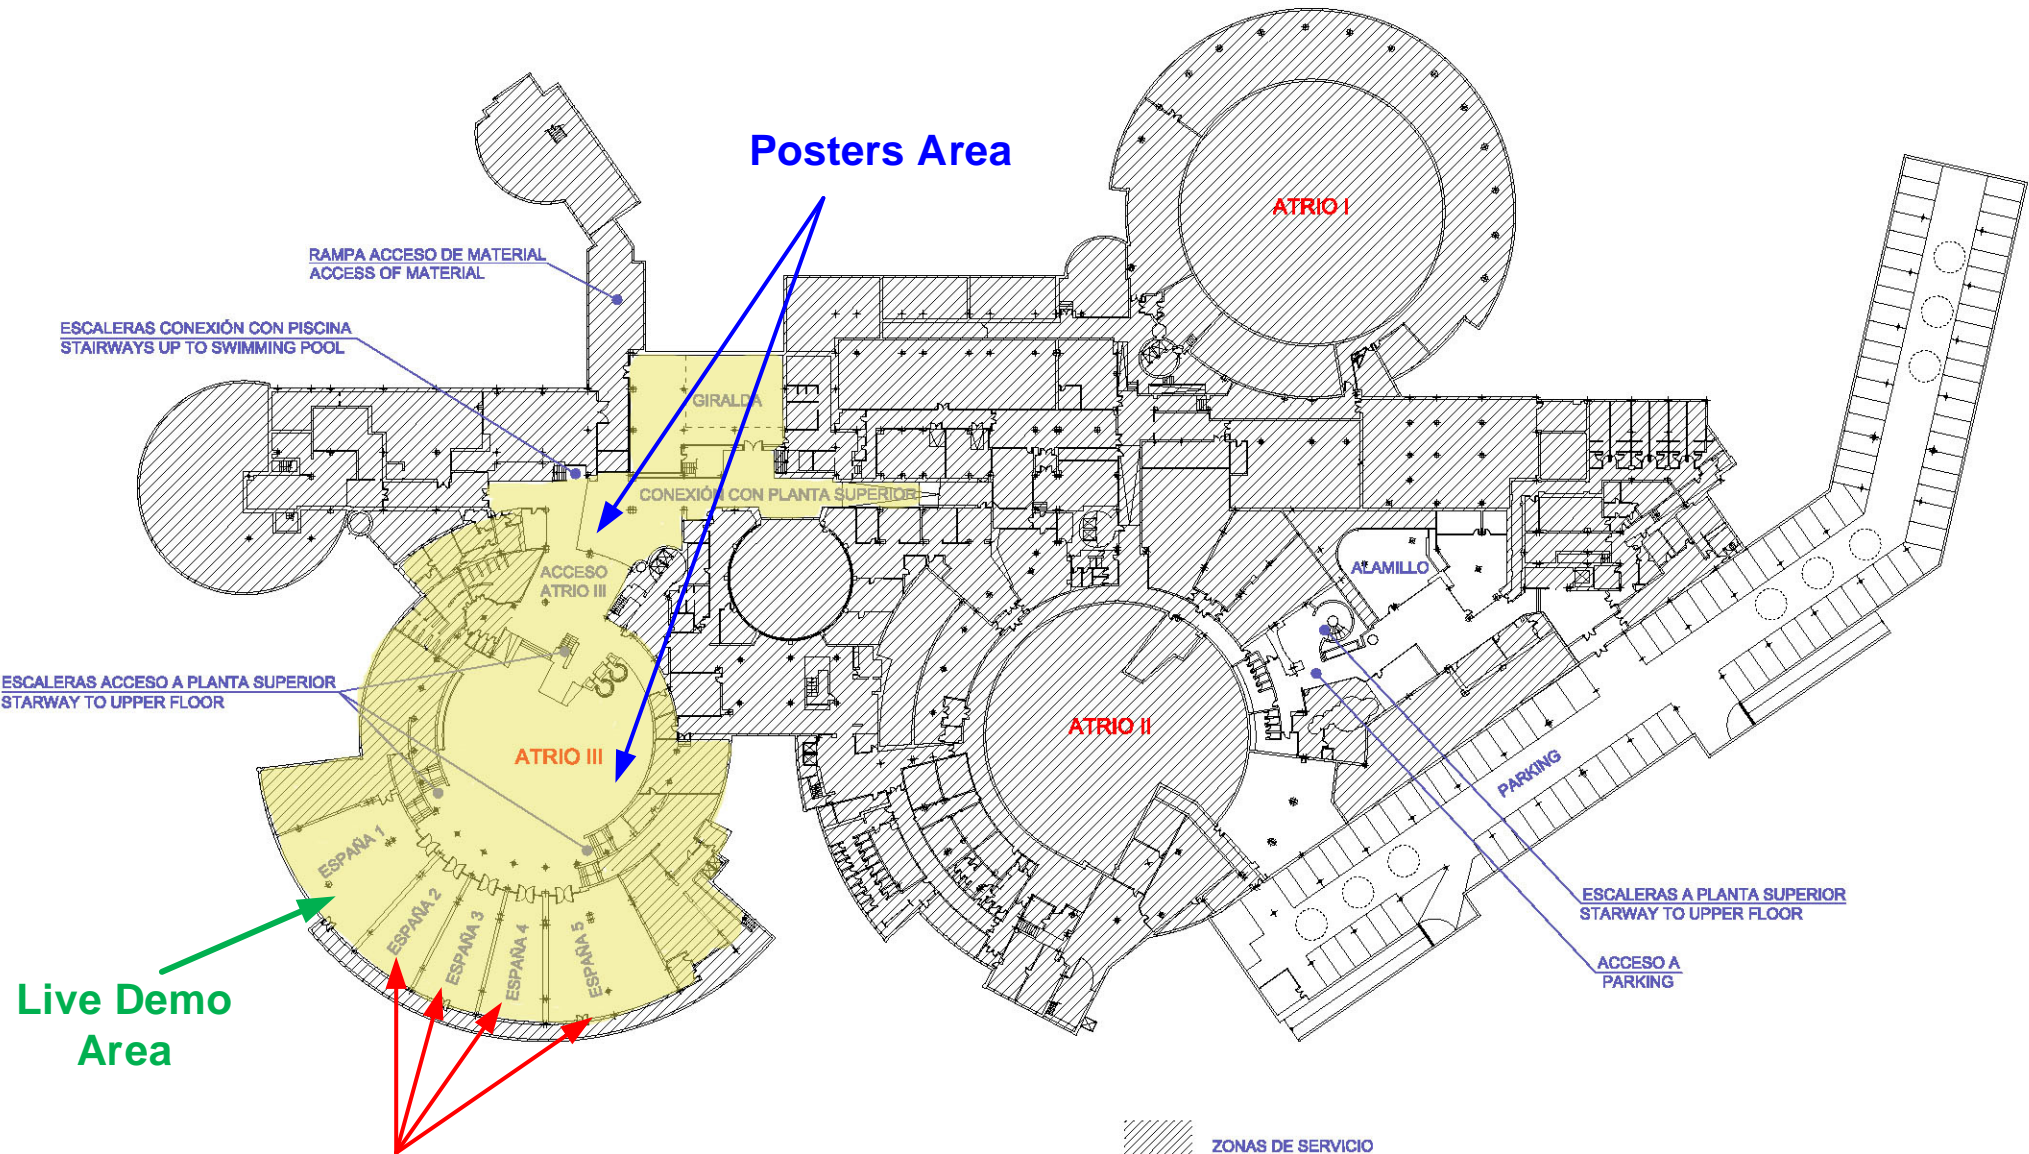 Posters Area
ATRIO I
RAMPA ACCESO DE MATERIAL
ACCESS OF MATERIAL
ESCALERAS CONEXIÓN CON PISCINA
STAIRWAYS UP TO SWIMMING POOL
GIRALDA
CONEXIÓN CON PLANTA SUPERIOR
ACCESO
ATRIO III
ALAMILLO
ESCALERAS ACCESO A PLANTA SUPERIOR
STARWAY TO UPPER FLOOR
ATRIO III
ATRIO II
PARKING
ESPAÑA 1
ESPAÑA 2
ESPAÑA 3
ESPAÑA 4
ESPAÑA 5
ESCALERAS A PLANTA SUPERIOR
STARWAY TO UPPER FLOOR
ACCESO A
PARKING
Live Demo
Area
ZONAS DE SERVICIO